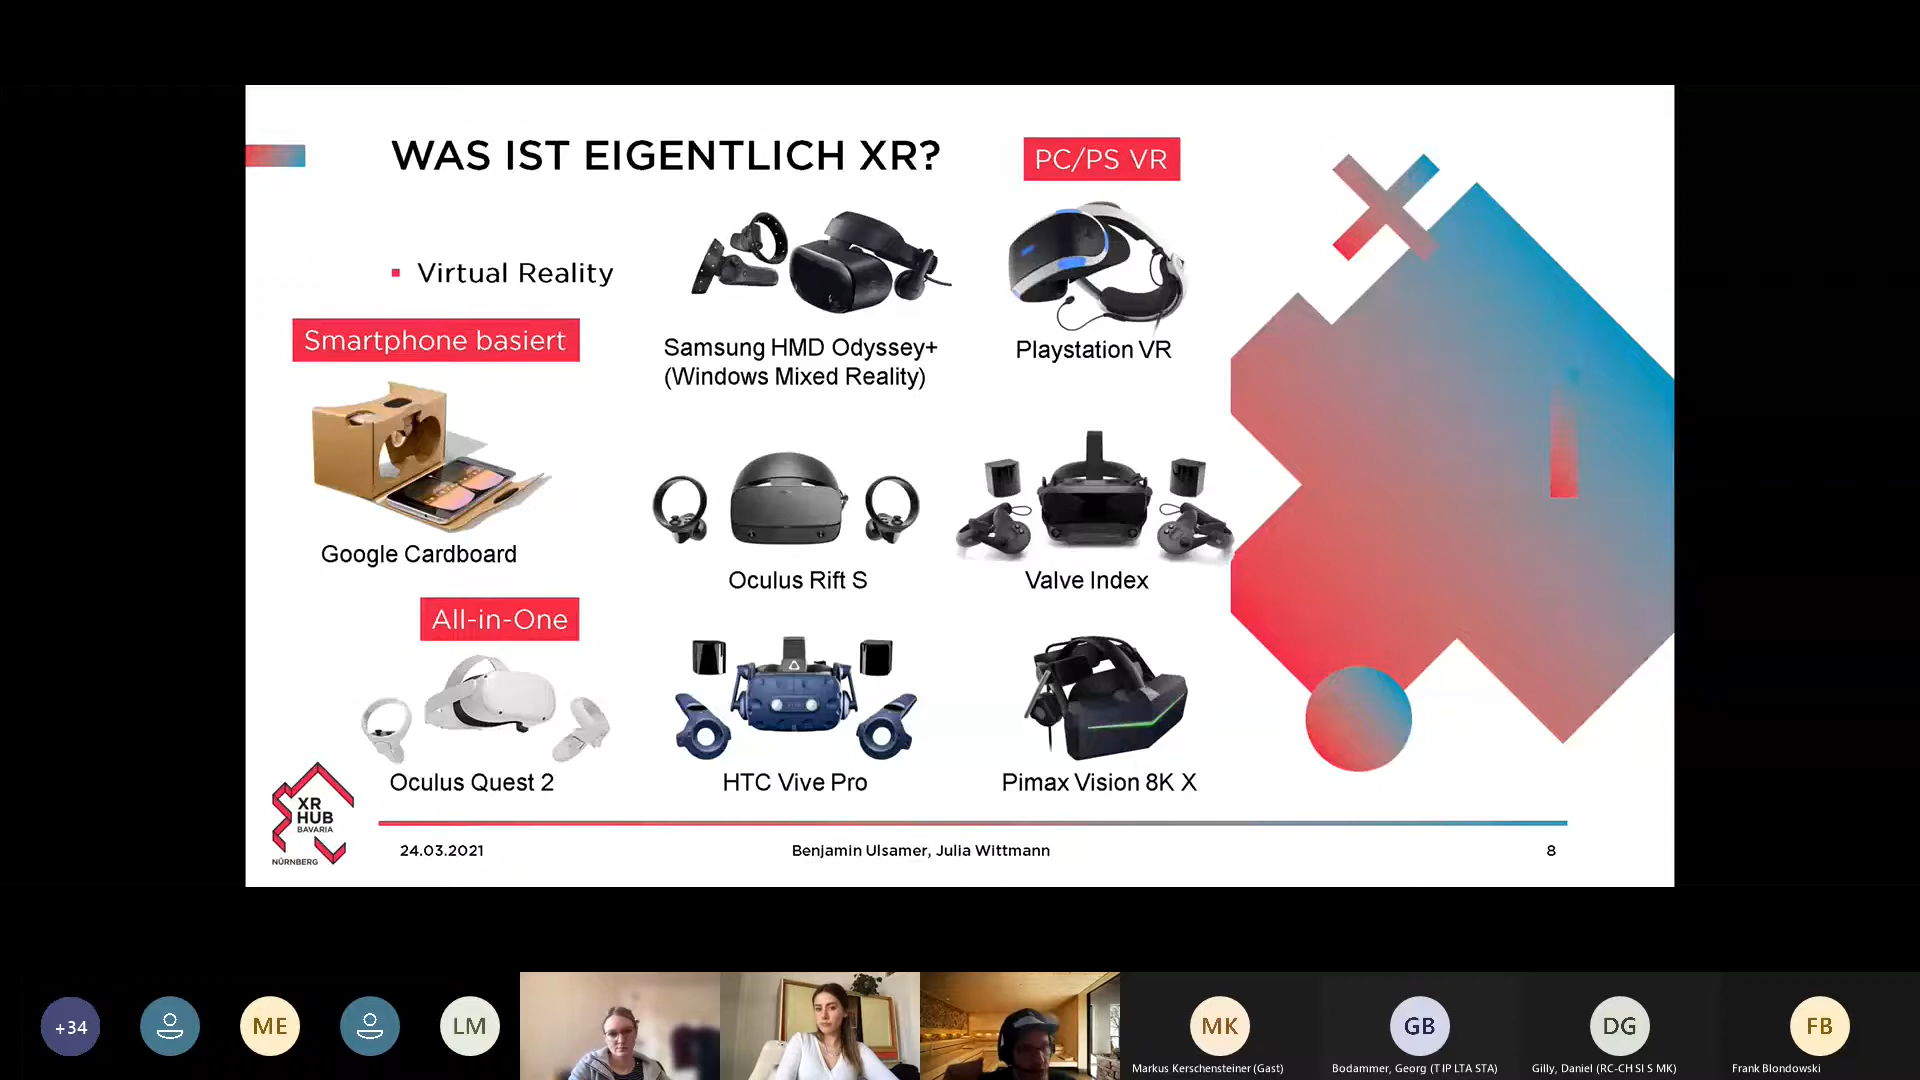 WAS IST EIGENTLICH XR?
PC/PS VR
Virtual Reality
Smartphone basiert
Samsung HMD Odyssey+
(Windows Mixed Reality)
Playstation VR
Google Cardboard
Oculus Rift S
Valve Index
All-in-One
Oculus Quest 2
HTC Vive Pro
Pimax Vision 8K X
XR
HUB
BAVARIA
NÜRNBERG
24.03.2021
Benjamin Ulsamer, Julia Wittmann
8
+34
ME
LM
MK
GB
DG
FB
Markus Kerschensteiner (Gast)
Bodammer, Georg (T IP LTA STA)
Gilly, Daniel (RC-CH SI S MK)
Frank Blondowski